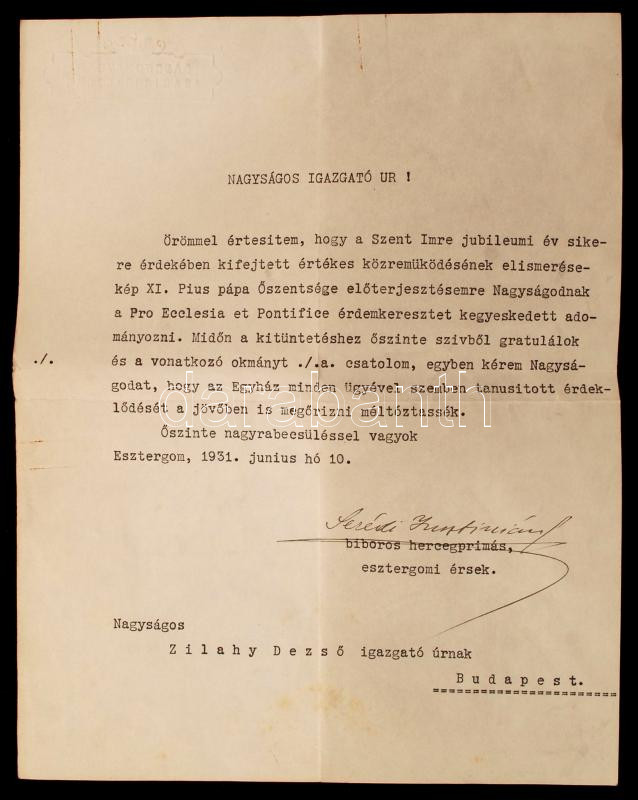 NAGYSÁGOS IGAZGATÓ UR !
Örömmel értesitem, hogy a Szent Imre jubileumi év sike-
re érdekében kifejtett értékes közremüködésének elismerése-
kép XI. Pius pápa Őszentsége előterjesztésemre Nagyságodnak
a Pro Ecclesia et Pontifice érdemkeresztet kegyeskedett ado-
mányozni. Midőn a kitüntetéshez őszinte szivből gratulálok
./. és a vonatkozó okmányt ./.a. csatolom, egyben kérem Nagysá-
godat, hogy az Egyház minden ügyével szemben tanusitott érdek-
lődését a jövőben is megőrizni méltóztassék.
darabanth
Őszinte nagyrabecsüléssel vagyok
Esztergom, 1931. junius hó 10.
Serédi Jusztinián
biboros hercegprimás,
esztergomi érsek.
Nagyságos
Zilahy Dezső igazgató úrnak
Budapest.